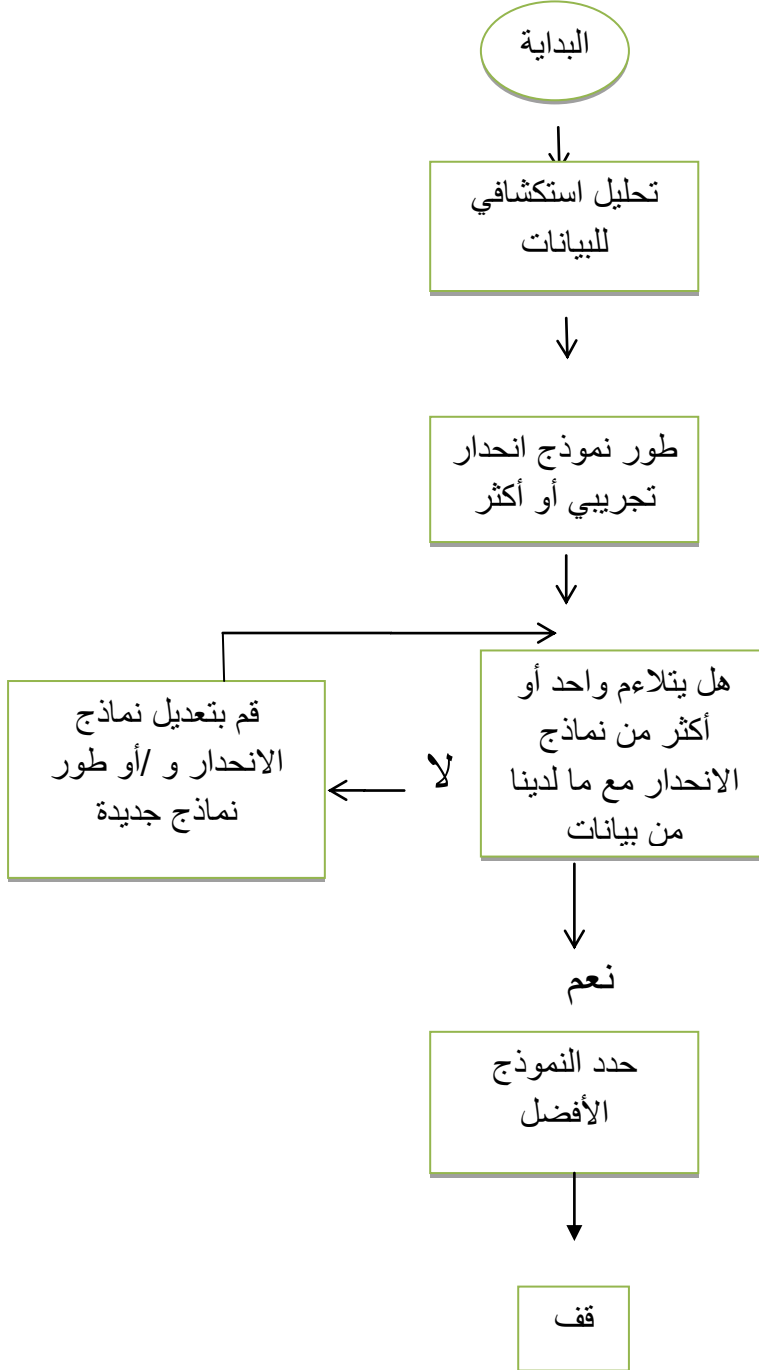 البداية
تحليل استكشافي
للبيانات
طور نموذج انحدار
تجريبي أو أكثر
هل يتلاءم واحد أو
أكثر من نماذج
الانحدار مع ما لدينا
من بيانات
لا
قم بتعديل نماذج
الانحدار و /أو طور
نماذج جديدة
نعم
حدد النموذج
الأفضل
قف